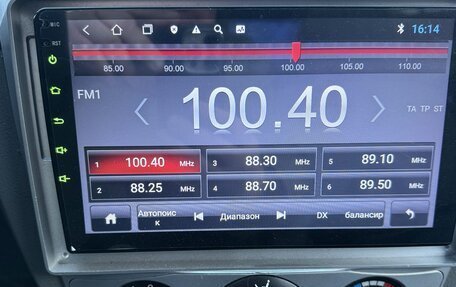 MIC
16:14
RST
85.00 90.00 95.00 100.00 105.00 110.00
FM1
100.40
TA TP ST
1 100.40 MHz 3 88.30 MHz 5 89.10 MHz
2 88.25 MHz 4 88.70 MHz 6 89.50 MHz
Автопоис Диапазон DX балансир
к